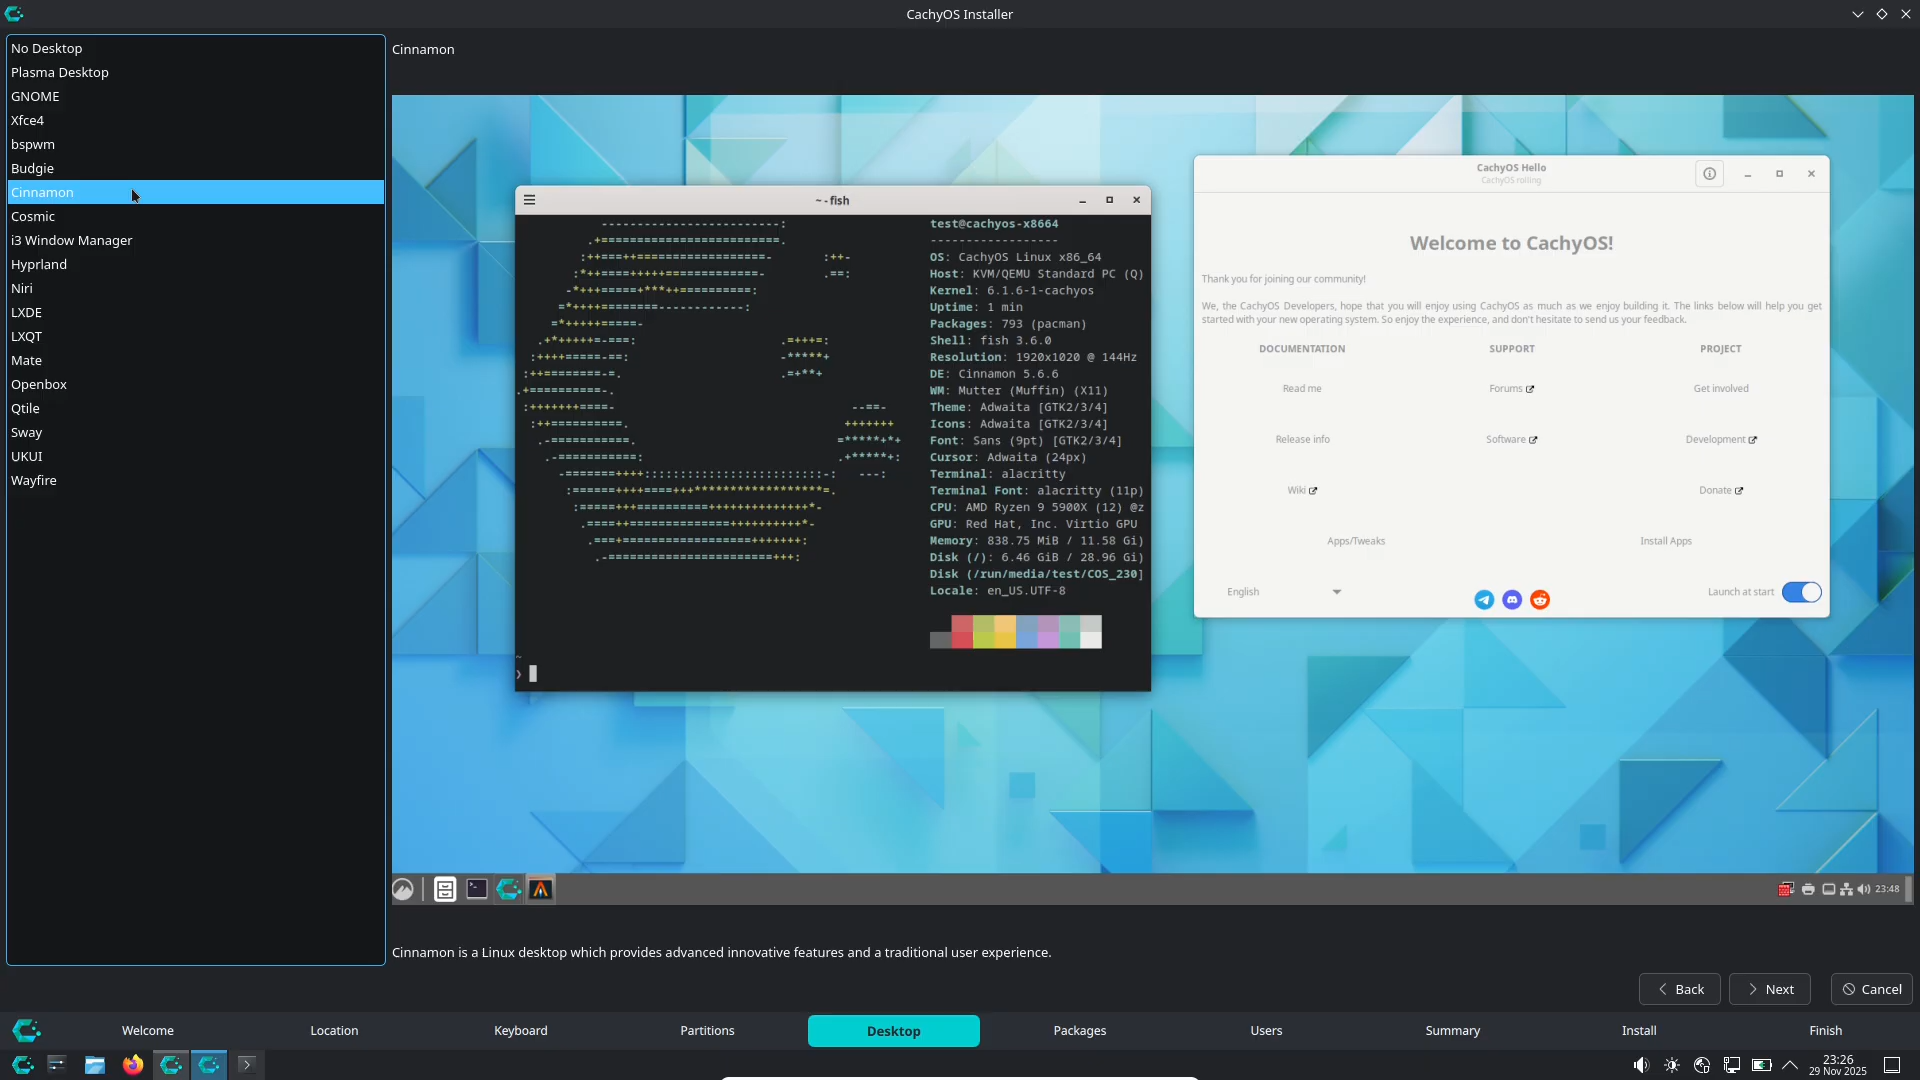 CachyOS Installer
No Desktop
Plasma Desktop
GNOME
Xfce4
bspwm
Budgie
Cinnamon
Cosmic
i3 Window Manager
Hyprland
Niri
LXDE
LXQT
Mate
Openbox
Qtile
Sway
UKUI
Wayfire
Cinnamon
~ - fish
test@cachyos-x8664
------------------
OS: CachyOS Linux x86_64
Host: KVM/QEMU Standard PC (Q)
Kernel: 6.1.6-1-cachyos
Uptime: 1 min
Packages: 793 (pacman)
Shell: fish 3.6.0
Resolution: 1920x1020 @ 144Hz
DE: Cinnamon 5.6.6
WM: Mutter (Muffin) (X11)
Theme: Adwaita [GTK2/3/4]
Icons: Adwaita [GTK2/3/4]
Font: Sans (9pt) [GTK2/3/4]
Cursor: Adwaita (24px)
Terminal: alacritty
Terminal Font: alacritty (11p)
CPU: AMD Ryzen 9 5900X (12) @z
GPU: Red Hat, Inc. Virtio GPU
Memory: 838.75 MiB / 11.58 Gi)
Disk (/): 6.46 GiB / 28.96 Gi)
Disk (/run/media/test/COS_230]
Locale: en_US.UTF-8
~
❯
CachyOS Hello
CachyOS rolling
Welcome to CachyOS!
Thank you for joining our community!
We, the CachyOS Developers, hope that you will enjoy using CachyOS as much as we enjoy building it. The links below will help you get
started with your new operating system. So enjoy the experience, and don't hesitate to send us your feedback.
DOCUMENTATION SUPPORT PROJECT
Read me Forums Get involved
Release info Software Development
Wiki Donate
Apps/Tweaks Install Apps
English Launch at start
23:48
Cinnamon is a Linux desktop which provides advanced innovative features and a traditional user experience.
Back Next Cancel
Welcome Location Keyboard Partitions Desktop Packages Users Summary Install Finish
23:26
29 Nov 2025